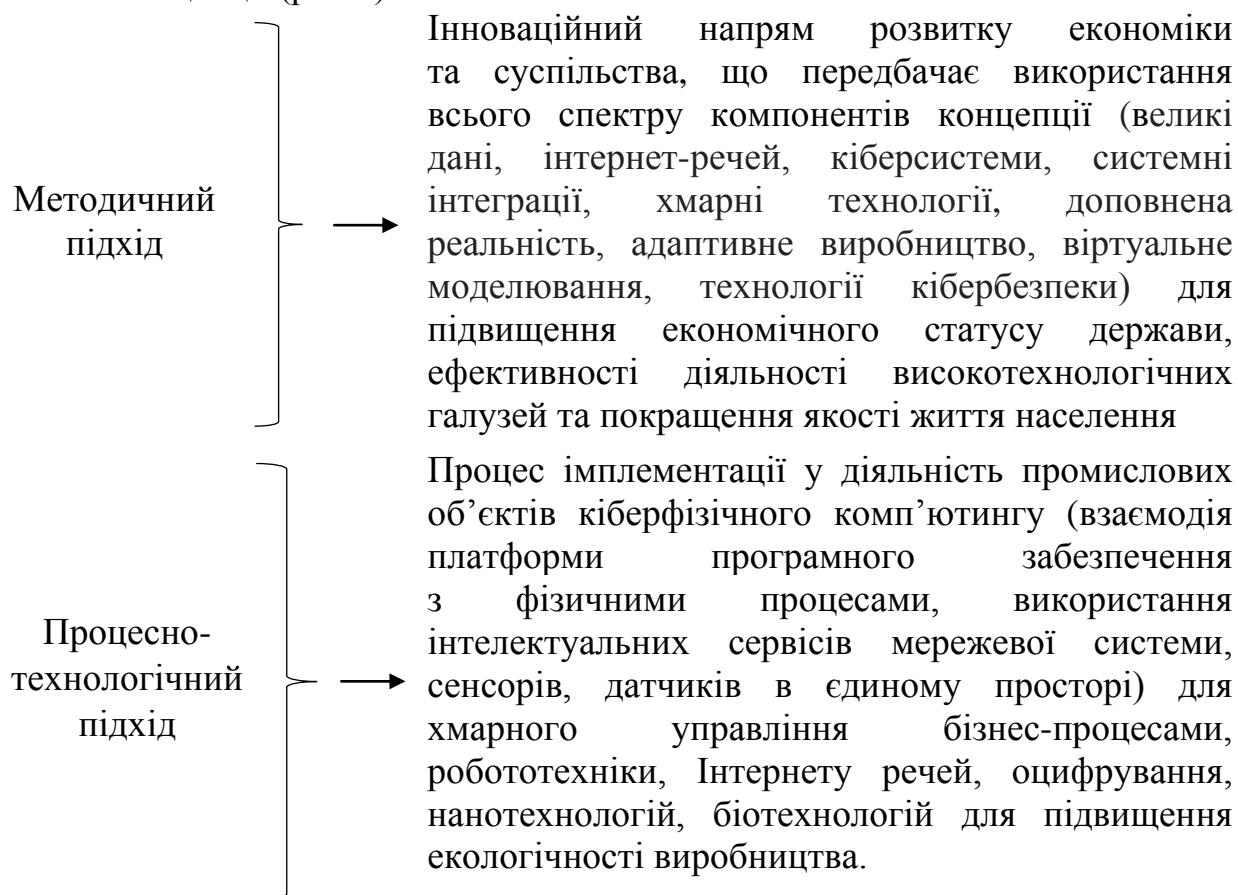 Методичний
підхід
Інноваційний напрям розвитку економіки
та суспільства, що передбачає використання
всього спектру компонентів концепції (великі
дані, інтернет-речей, кіберсистеми, системні
інтеграції, хмарні технології, доповнена
реальність, адаптивне виробництво, віртуальне
моделювання, технології кібербезпеки) для
підвищення економічного статусу держави,
ефективності діяльності високотехнологічних
галузей та покращення якості життя населення
Процесно-
технологічний
підхід
Процес імплементації у діяльність промислових
об’єктів кіберфізичного комп’ютингу (взаємодія
платформи програмного забезпечення
з фізичними процесами, використання
інтелектуальних сервісів мережевої системи,
сенсорів, датчиків в єдиному просторі) для
хмарного управління бізнес-процесами,
робототехніки, Інтернету речей, оцифрування,
нанотехнологій, біотехнологій для підвищення
екологічності виробництва.